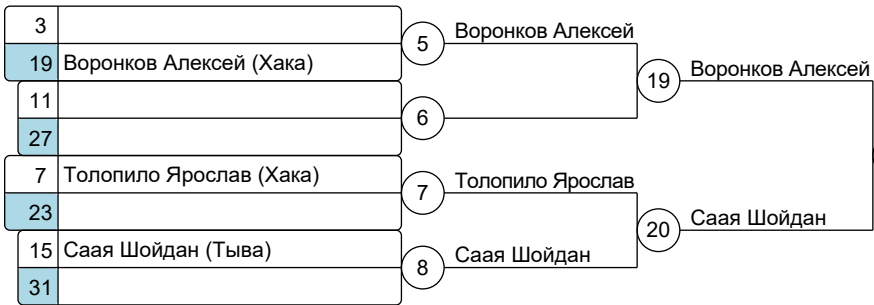 3
5
Воронков Алексей
19 Воронков Алексей (Хака)
19
Воронков Алексей
11
6
27
7 Толопило Ярослав (Хака)
7
Толопило Ярослав
23
20
Саая Шойдан
15 Саая Шойдан (Тыва)
8
Саая Шойдан
31